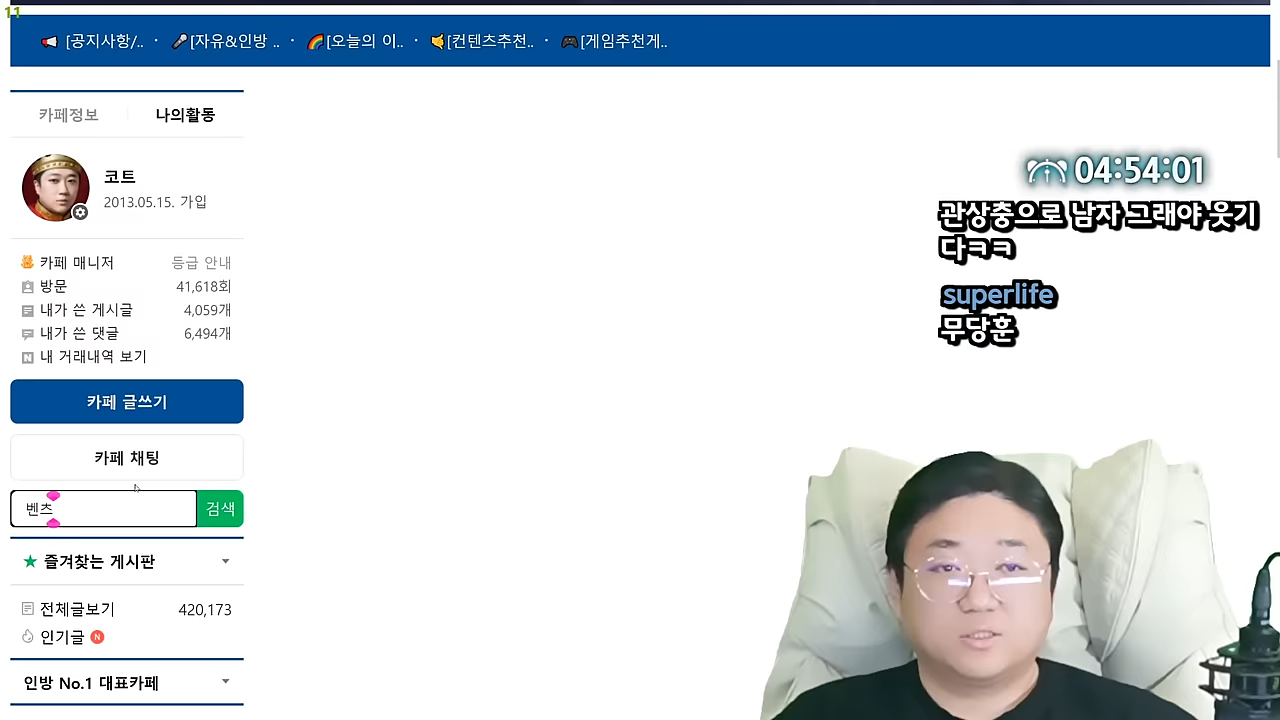 11
[공지사항/.. · [자유&인방 .. · [오늘의 이.. · [컨텐츠추천.. · [게임추천게..
카페정보 나의활동
코트
2013.05.15. 가입
카페 매니저 등급 안내
방문 41,618회
내가 쓴 게시글 4,059개
내가 쓴 댓글 6,494개
N 내 거래내역 보기
카페 글쓰기
카페 채팅
벤츠 검색
★ 즐겨찾는 게시판
전체글보기 420,173
인기글 N
인방 No.1 대표카페
04:54:01
관상충으로 남자 그래야 웃기
다ㅋㅋ
superlife
무당훈